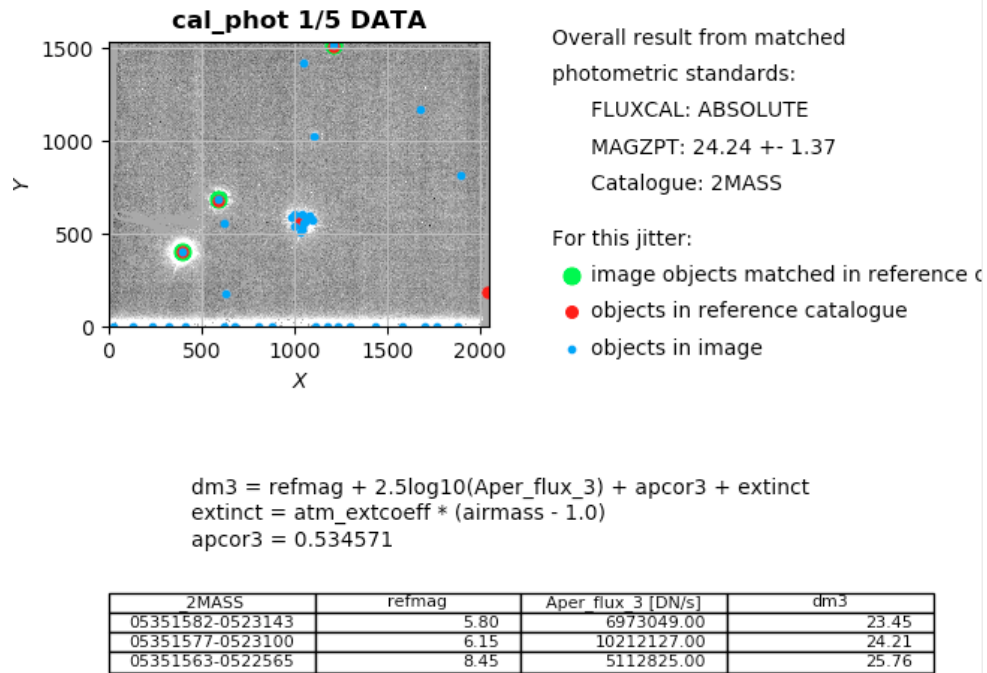 cal_phot 1/5 DATA
1500
1000
500
0
Y
0 500 1000 1500 2000
X
Overall result from matched
photometric standards:
FLUXCAL: ABSOLUTE
MAGZPT: 24.24 +- 1.37
Catalogue: 2MASS
For this jitter:
image objects matched in reference c
objects in reference catalogue
objects in image
dm3 = refmag + 2.5log10(Aper_flux_3) + apcor3 + extinct
extinct = atm_extcoeff * (airmass - 1.0)
apcor3 = 0.534571
_2MASS refmag Aper_flux_3 [DN/s] dm3
05351582-0523143 5.80 6973049.00 23.45
05351577-0523100 6.15 10212127.00 24.21
05351563-0522565 8.45 5112825.00 25.76